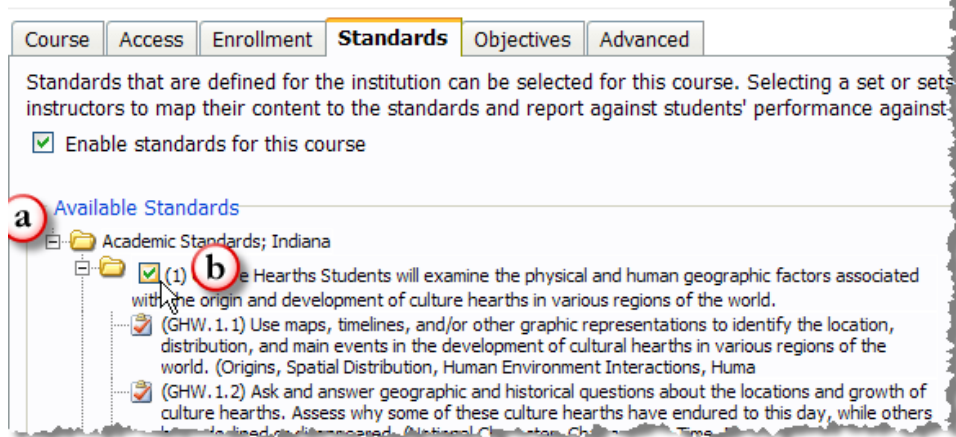 Course Access Enrollment Standards Objectives Advanced
Standards that are defined for the institution can be selected for this course. Selecting a set or sets
instructors to map their content to the standards and report against students' performance against
Enable standards for this course
Available Standards
a
Academic Standards; Indiana
(1) b Hearths Students will examine the physical and human geographic factors associated
with the origin and development of culture hearths in various regions of the world.
(GHW.1.1) Use maps, timelines, and/or other graphic representations to identify the location,
distribution, and main events in the development of cultural hearths in various regions of the
world. (Origins, Spatial Distribution, Human Environment Interactions, Huma
(GHW.1.2) Ask and answer geographic and historical questions about the locations and growth of
culture hearths. Assess why some of these culture hearths have endured to this day, while others